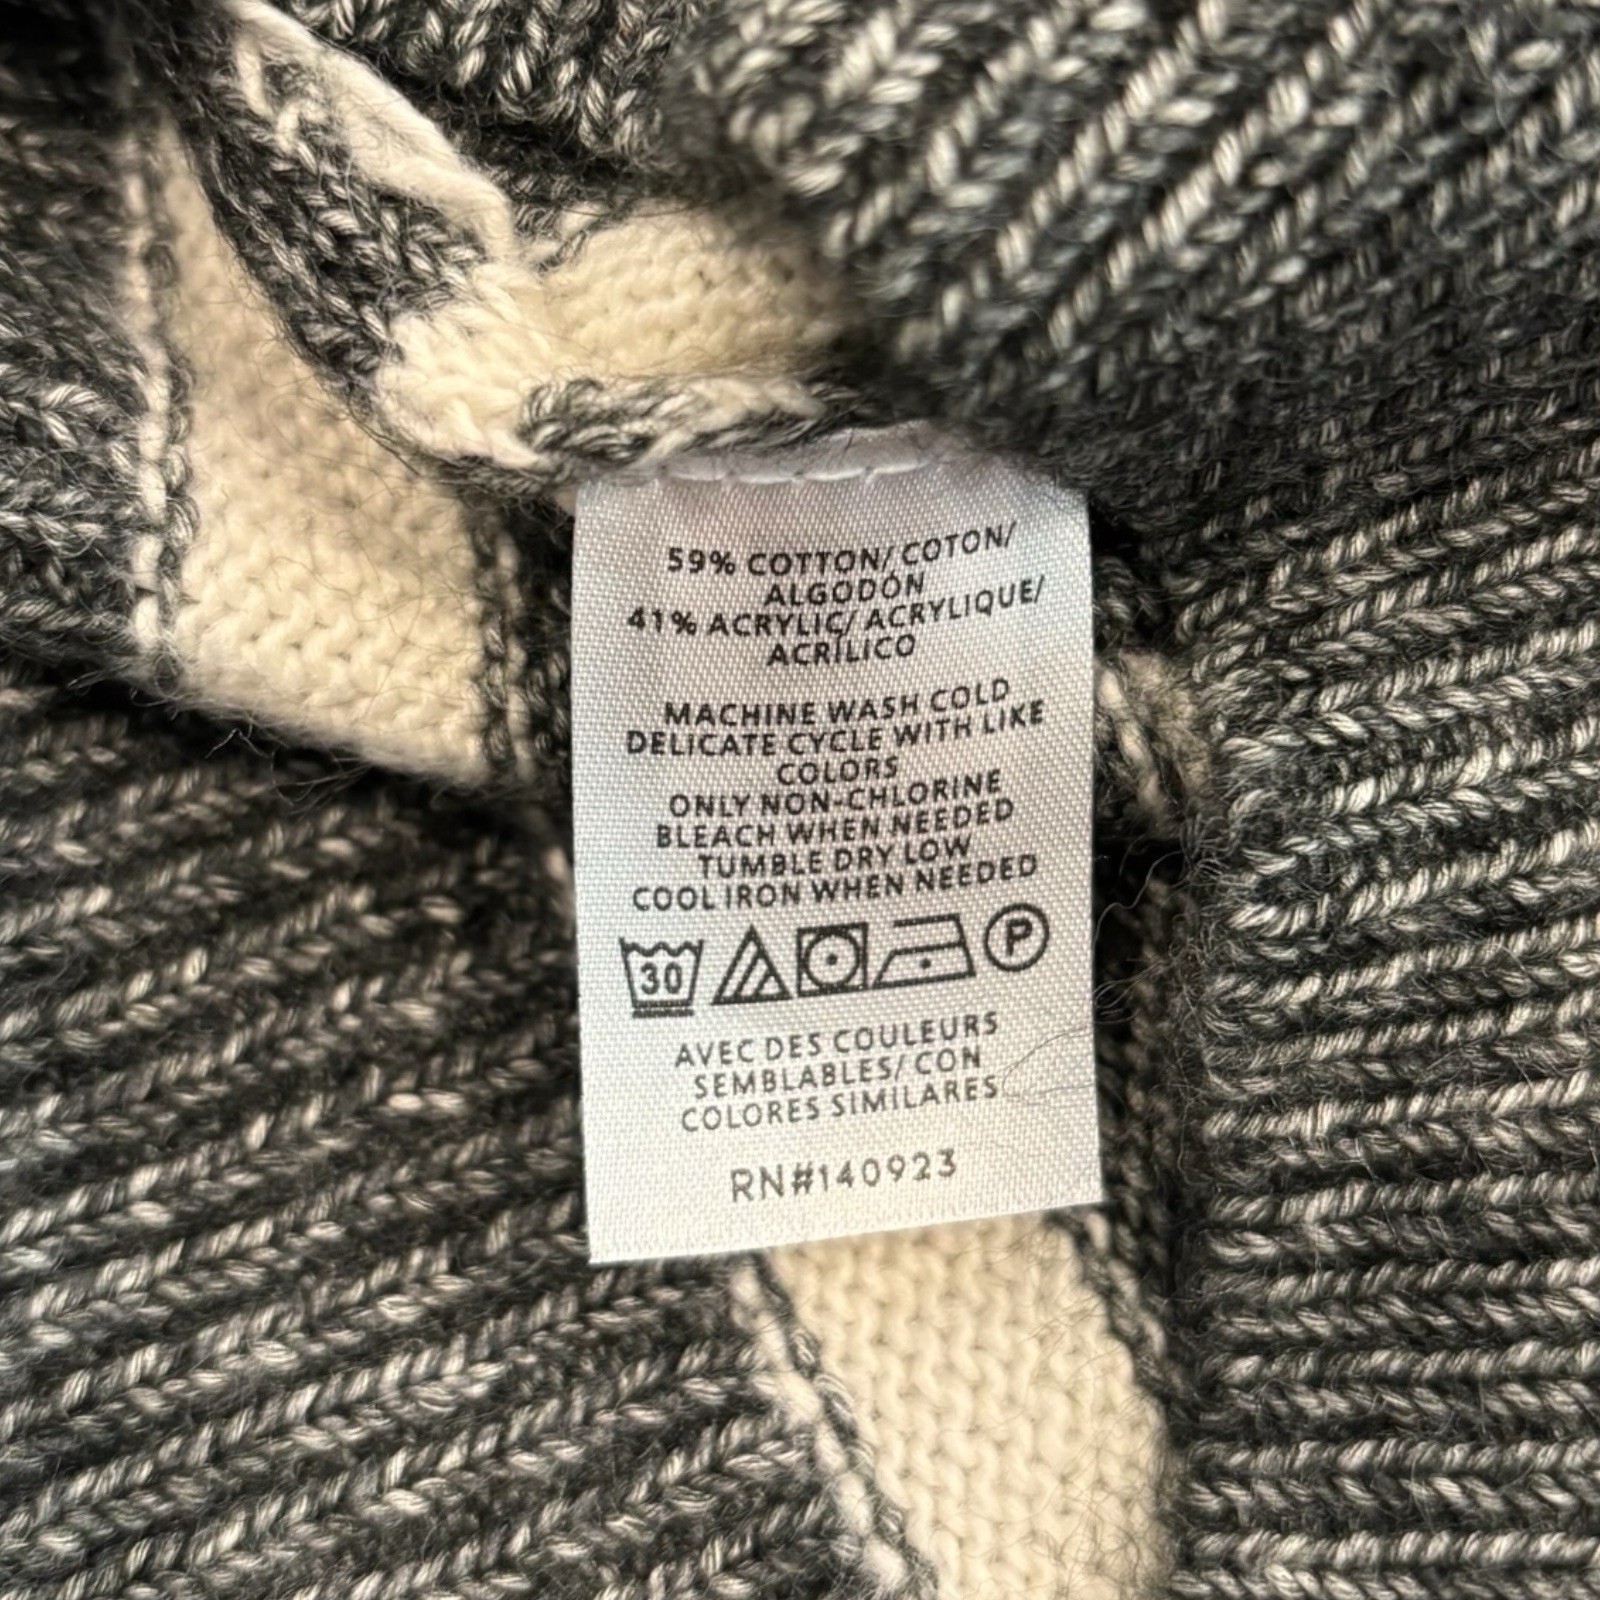 59% COTTON/ COTON/
ALGODÓN
41% ACRYLIC/ ACRYLIQUE/
ACRÍLICO
MACHINE WASH COLD
DELICATE CYCLE WITH LIKE
COLORS
ONLY NON-CHLORINE
BLEACH WHEN NEEDED
TUMBLE DRY LOW
COOL IRON WHEN NEEDED
30 P
AVEC DES COULEURS
SEMBLABLES/ CON
COLORES SIMILARES
RN#140923